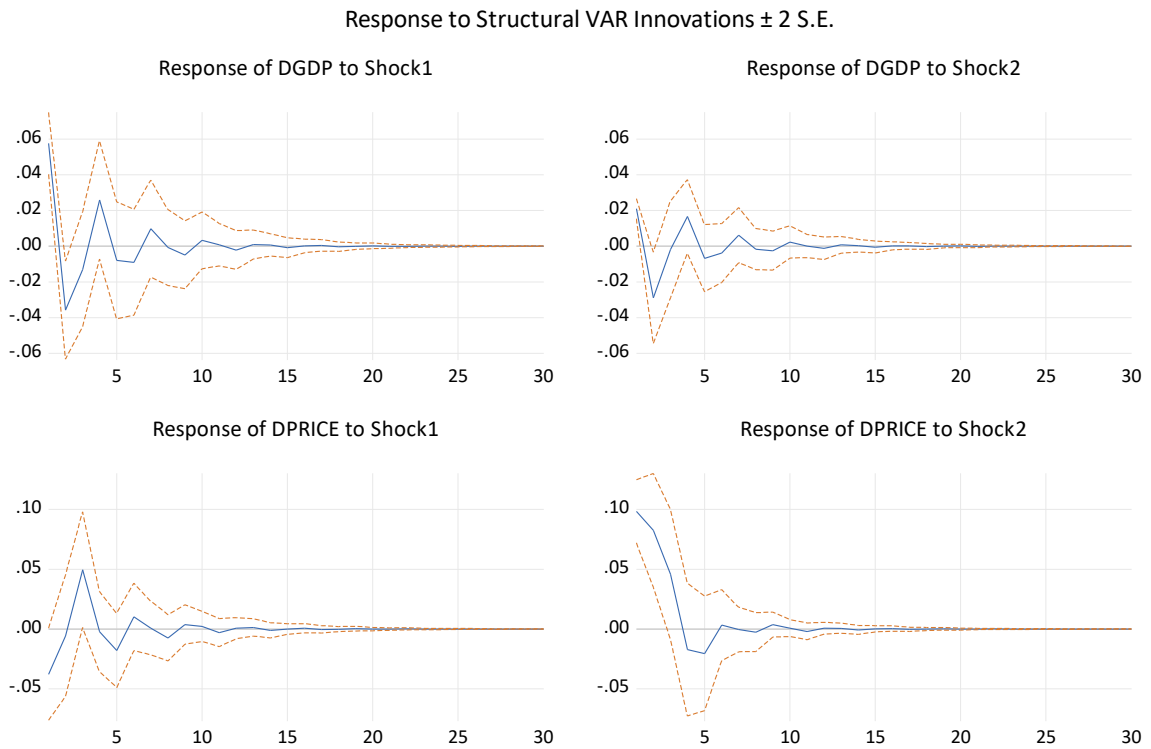 Response to Structural VAR Innovations ± 2 S.E.
Response of DGDP to Shock1
.06
.04
.02
.00
-.02
-.04
-.06
5 10 15 20 25 30
Response of DGDP to Shock2
.06
.04
.02
.00
-.02
-.04
-.06
5 10 15 20 25 30
Response of DPRICE to Shock1
.10
.05
.00
-.05
5 10 15 20 25 30
Response of DPRICE to Shock2
.10
.05
.00
-.05
5 10 15 20 25 30